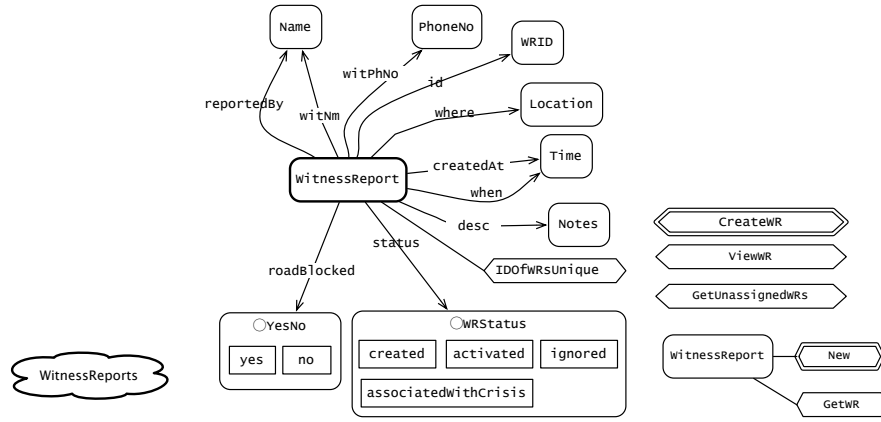 Name
PhoneNo
WRID
witPhNo
id
reportedBy
witNm
where
Location
createdAt
Time
WitnessReport
when
desc
Notes
status
CreateWR
roadBlocked
IDOfWRsUnique
ViewWR
GetUnassignedWRs
YesNo
WRStatus
yes
no
created
activated
ignored
WitnessReport
New
WitnessReports
associatedWithCrisis
GetWR